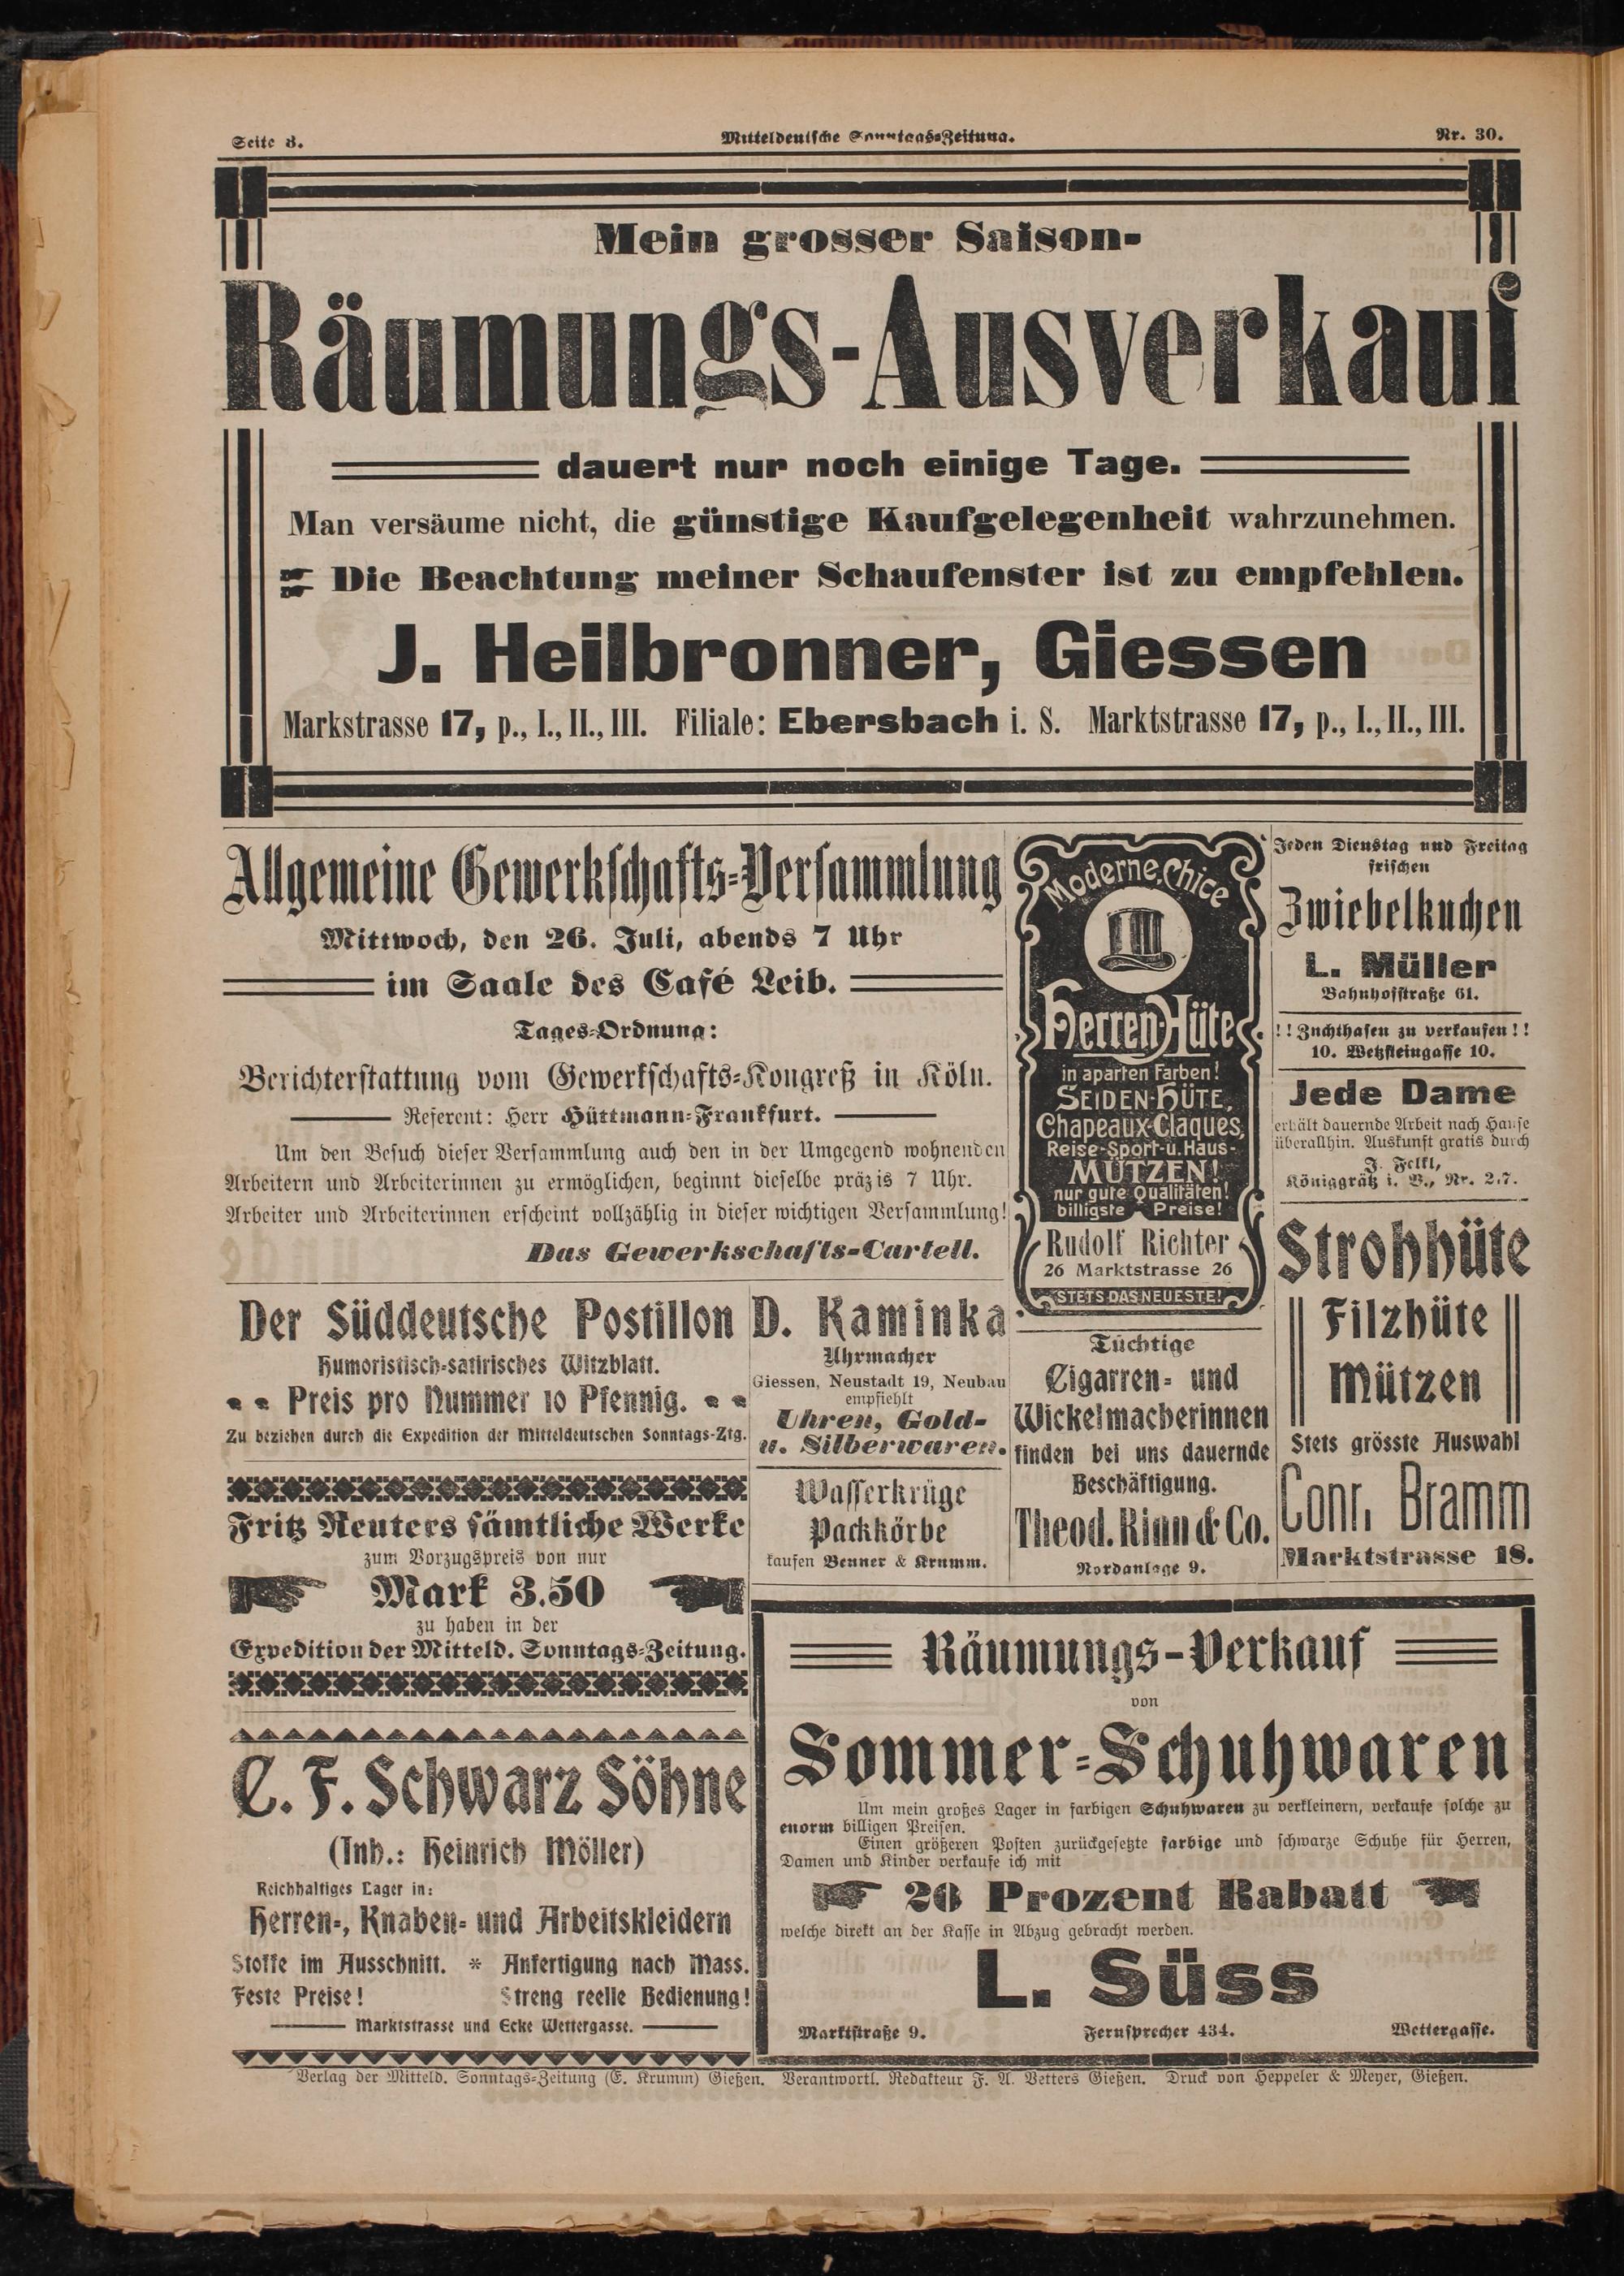 Seite 8.
Mitteldeutsche Sonntags-Zeitung.
Nr. 30.
Mein grosser Saison-
Räumungs-Ausverkauf
dauert nur noch einige Tage.
Man versäume nicht, die günstige Kaufgelegenheit wahrzunehmen.
Die Beachtung meiner Schaufenster ist zu empfehlen.
J. Heilbronner, Giessen
Markstrasse 17, p., I., II., III. Filiale: Ebersbach i. S. Marktstrasse 17, p., I., II., III.
Allgemeine Gewerkschafts-Versammlung
Mittwoch, den 26. Juli, abends 7 Uhr
im Saale des Café Leib.
Tages-Ordnung:
Berichterstattung vom Gewerkschafts-Kongreß in Köln.
Referent: Herr Hüttmann-Frankfurt.
Um den Besuch dieser Versammlung auch den in der Umgegend wohnenden
Arbeitern und Arbeiterinnen zu ermöglichen, beginnt dieselbe präzis 7 Uhr.
Arbeiter und Arbeiterinnen erscheint vollzählig in dieser wichtigen Versammlung!
Das Gewerkschafts-Cartell.
Moderne, Chice
Herren-Hüte
in aparten Farben!
SEIDEN-HÜTE,
Chapeaux-Claques,
Reise-Sport-u. Haus-
MÜTZEN!
nur gute Qualitäten!
billigste Preise!
Rudolf Richter
26 Marktstrasse 26
STETS DAS NEUESTE!
Jeden Dienstag und Freitag
frischen
Zwiebelkuchen
L. Müller
Bahnhofstraße 61.
!! Zuchthasen zu verkaufen!!
10. Wetzsteingasse 10.
Jede Dame
erhält dauernde Arbeit nach Hause
überallhin. Auskunft gratis durch
J. Felkl,
Königgrätz i. B., Nr. 2,7.
Strohhüte
Filzhüte
Mützen
Stets grösste Auswahl
Conr. Bramm
Marktstrasse 18.
Der Süddeutsche Postillon
Humoristisch-satirisches Witzblatt.
Preis pro Nummer 10 Pfennig.
Zu beziehen durch die Expedition der Mitteldeutschen Sonntags-Ztg.
D. Kaminka
Uhrmacher
Giessen, Neustadt 19, Neubau
empfiehlt
Uhren, Gold-
u. Silberwaren.
Wasserkrüge
Packkörbe
kaufen Benner & Krumm.
Tüchtige
Cigarren- und
Wickelmacherinnen
finden bei uns dauernde
Beschäftigung.
Theod. Rinn & Co.
Nordanlage 9.
Fritz Reuters sämtliche Werke
zum Vorzugspreis von nur
Mark 3.50
zu haben in der
Expedition der Mitteld. Sonntags-Zeitung.
C. F. Schwarz Söhne
(Inh.: Heinrich Möller)
Reichhaltiges Lager in:
Herren-, Knaben- und Arbeitskleidern
Stoffe im Ausschnitt. * Anfertigung nach Mass.
Feste Preise! Streng reelle Bedienung!
Marktstrasse und Ecke Wettergasse.
Räumungs-Verkauf
von
Sommer-Schuhwaren
Um mein großes Lager in farbigen Schuhwaren zu verkleinern, verkaufe solche zu
enorm billigen Preisen.
Einen größeren Posten zurückgesetzte farbige und schwarze Schuhe für Herren,
Damen und Kinder verkaufe ich mit
20 Prozent Rabatt
welche direkt an der Kasse in Abzug gebracht werden.
L. Süss
Marktstraße 9. Fernsprecher 434. Wettergasse.
Verlag der Mitteld. Sonntags-Zeitung (E. Krumm) Gießen. Verantwortl. Redakteur F. A. Vetters Gießen. Druck von Heppeler & Meyer, Gießen.